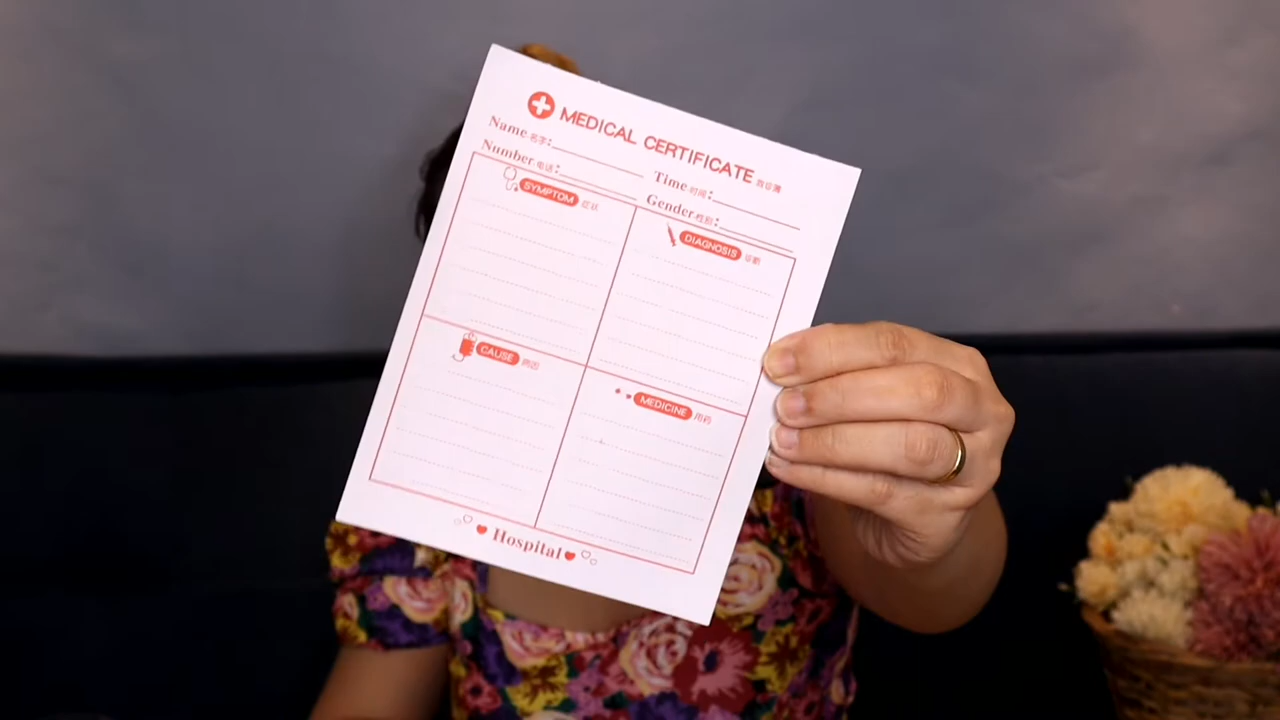 MEDICAL CERTIFICATE
Name 名字:
Time 时间:
Number 电话:
Gender 性别:
SYMPTOM 症状
DIAGNOSIS 诊断
CAUSE 病因
MEDICINE 用药
Hospital